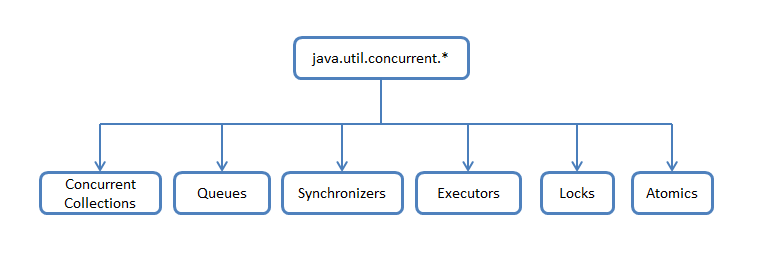 java.util.concurrent.*
Concurrent
Collections
Queues
Synchronizers
Executors
Locks
Atomics